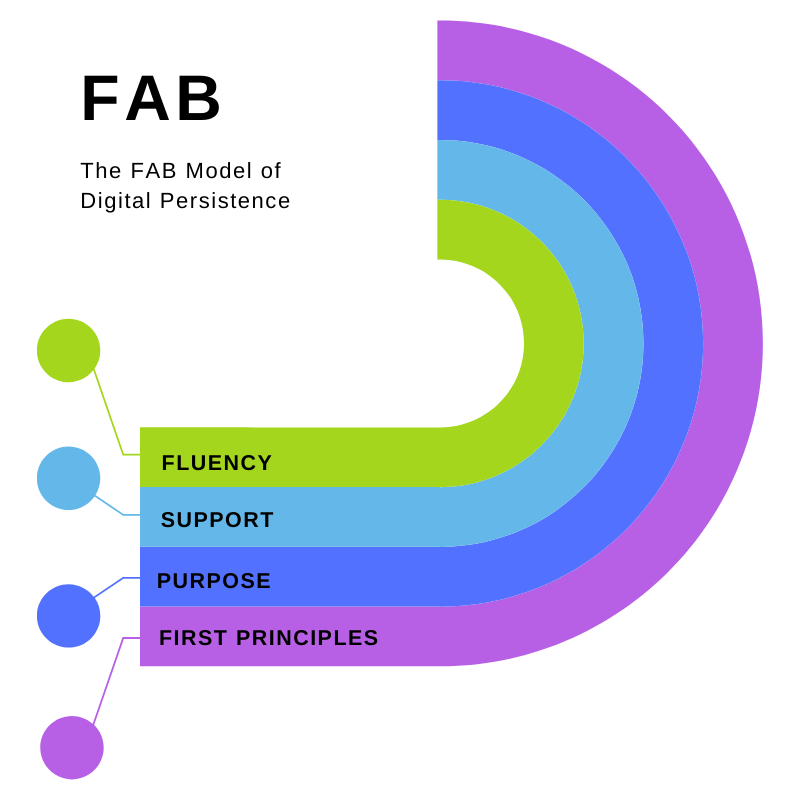 FAB
The FAB Model of
Digital Persistence
FLUENCY
SUPPORT
PURPOSE
FIRST PRINCIPLES